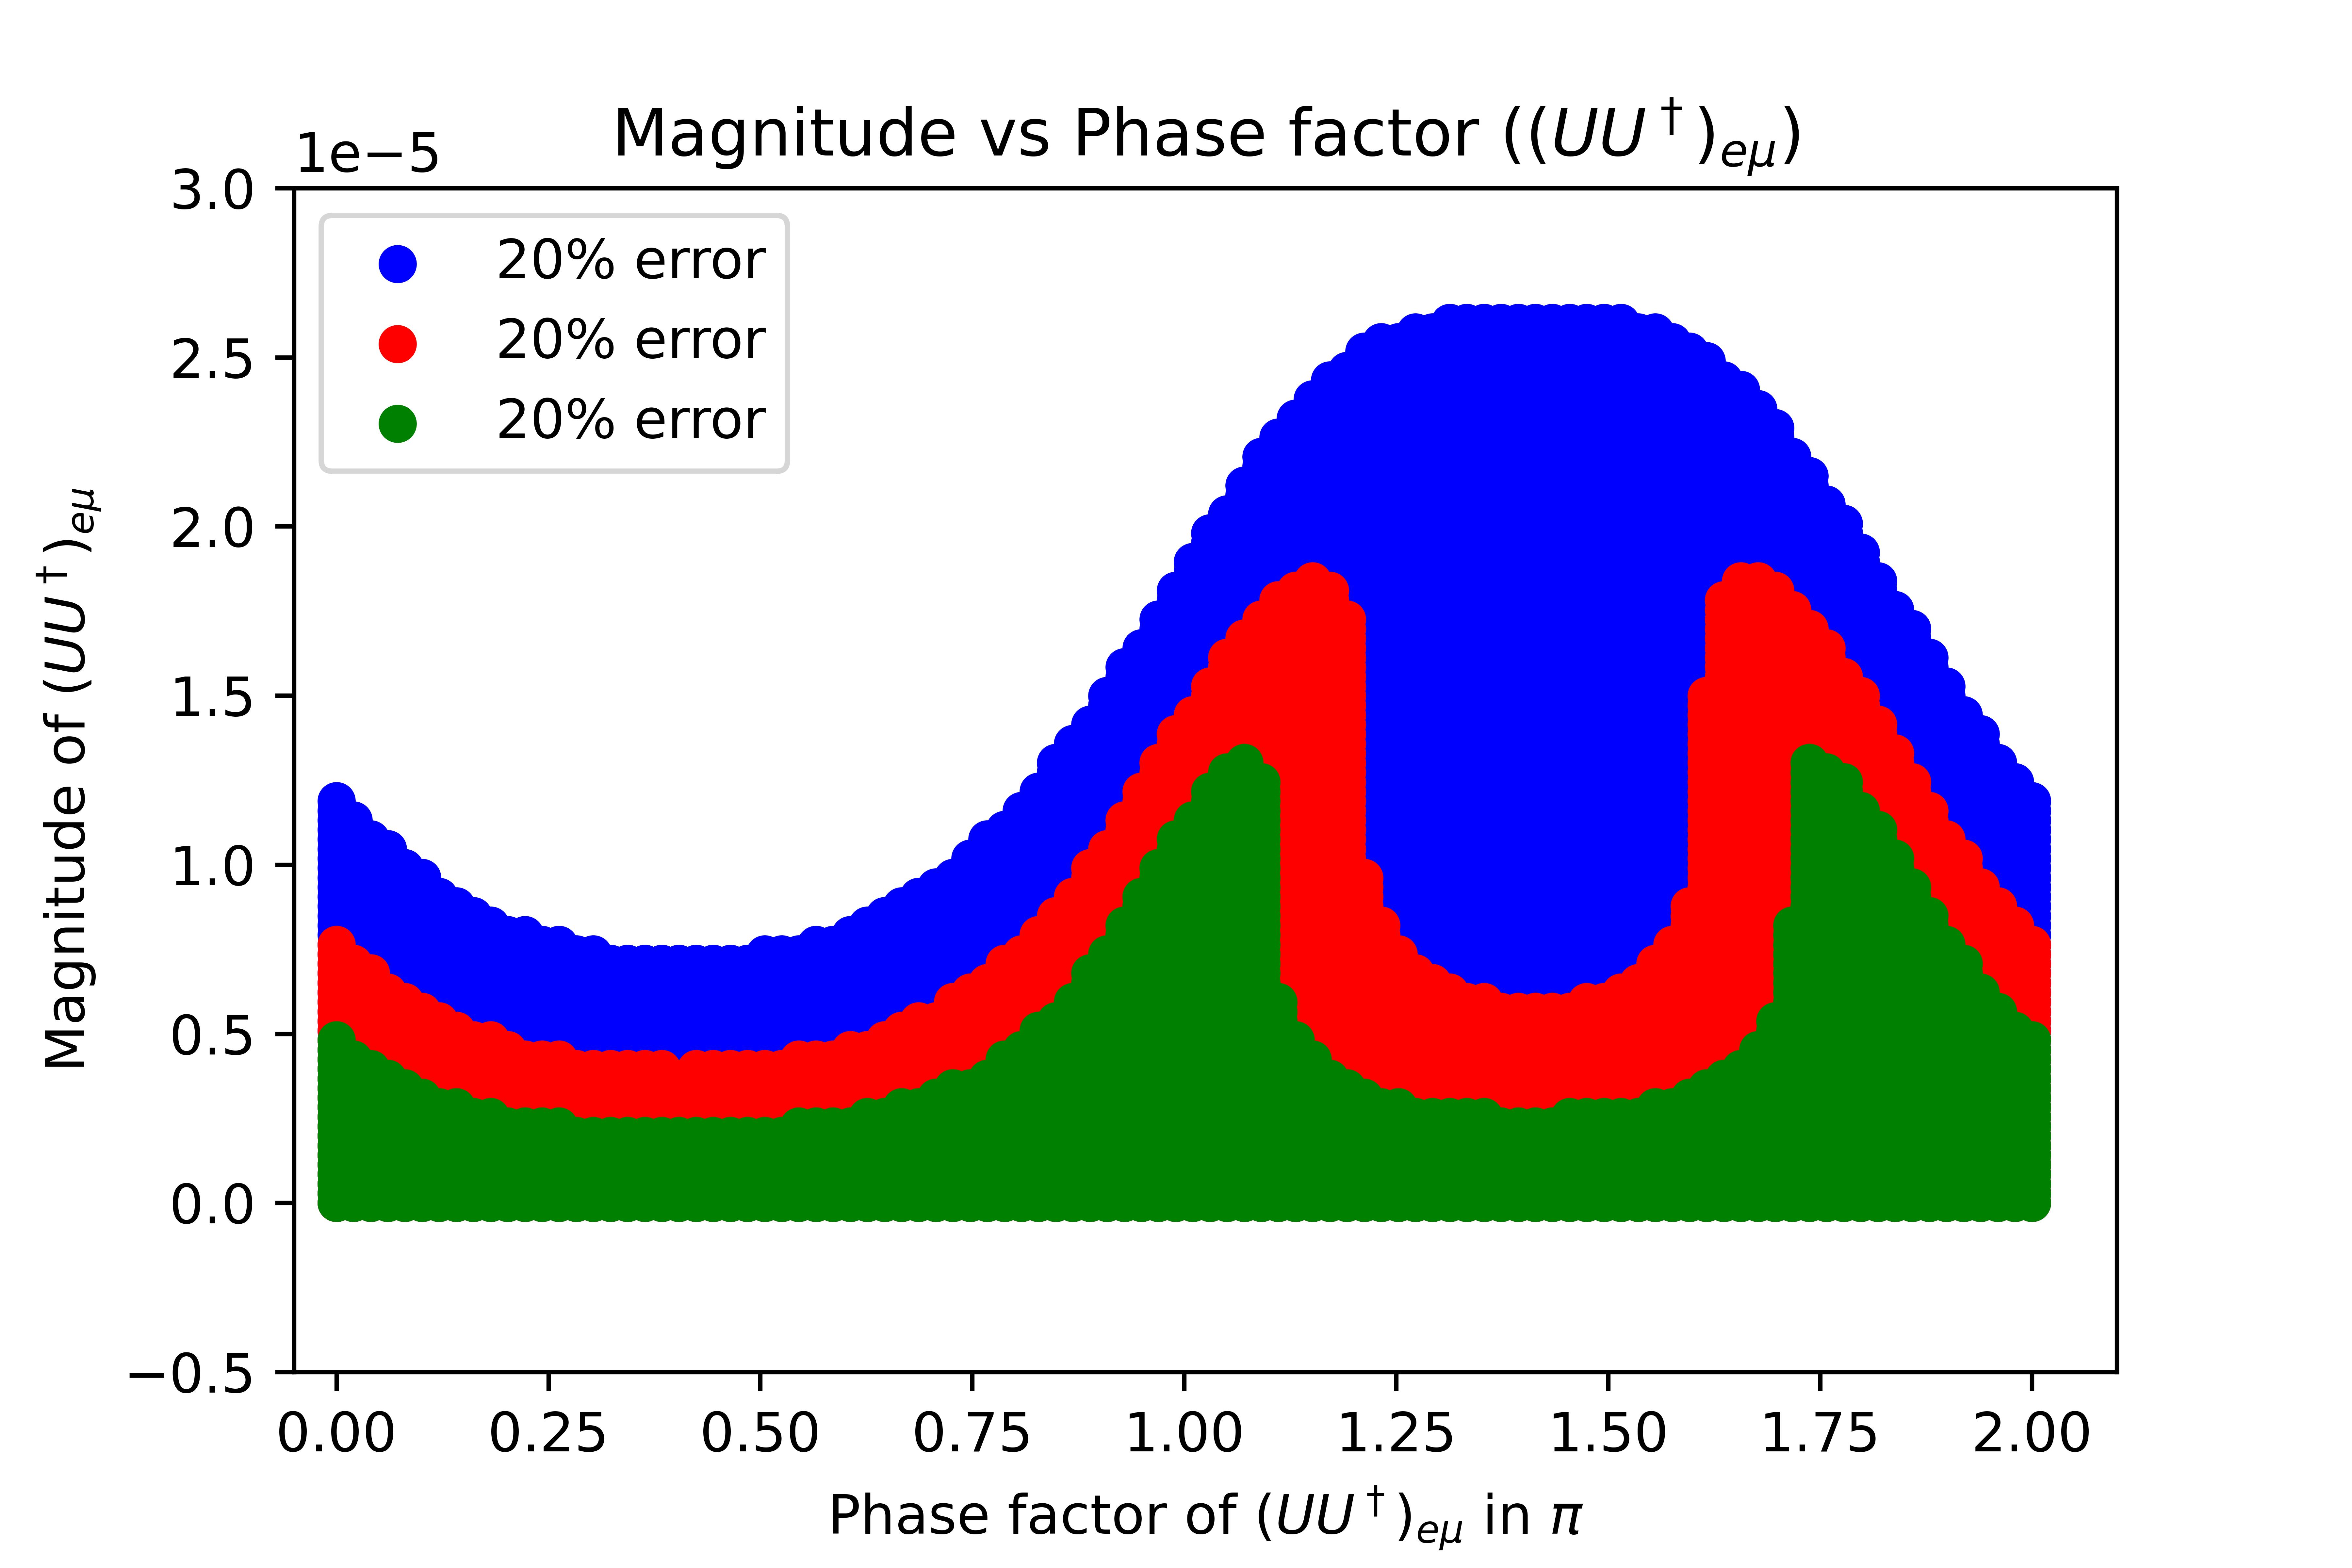 Magnitude vs Phase factor ((UU†)eμ)
1e−5
3.0
2.5
2.0
1.5
1.0
0.5
0.0
−0.5
20% error
20% error
20% error
Magnitude of (UU†)eμ
0.00 0.25 0.50 0.75 1.00 1.25 1.50 1.75 2.00
Phase factor of (UU†)eμ in π